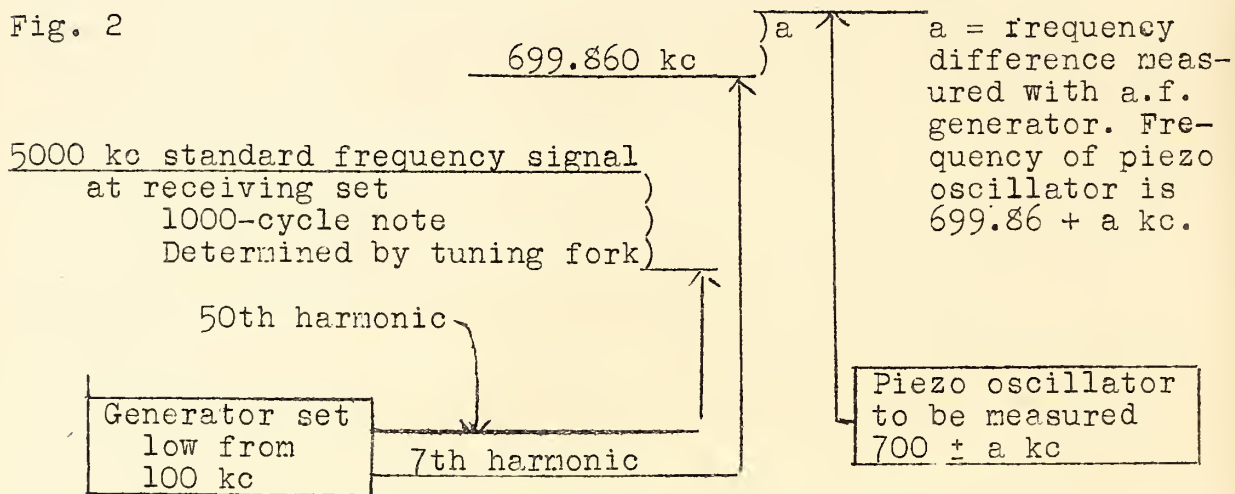 Fig. 2
)a
699.860 kc )
a = frequency
difference meas-
ured with a.f.
generator. Fre-
quency of piezo
oscillator is
699.86 + a kc.
5000 kc standard frequency signal
at receiving set )
1000-cycle note )
Determined by tuning fork)
50th harmonic
Generator set
low from
100 kc
7th harmonic
Piezo oscillator
to be measured
700 ± a kc